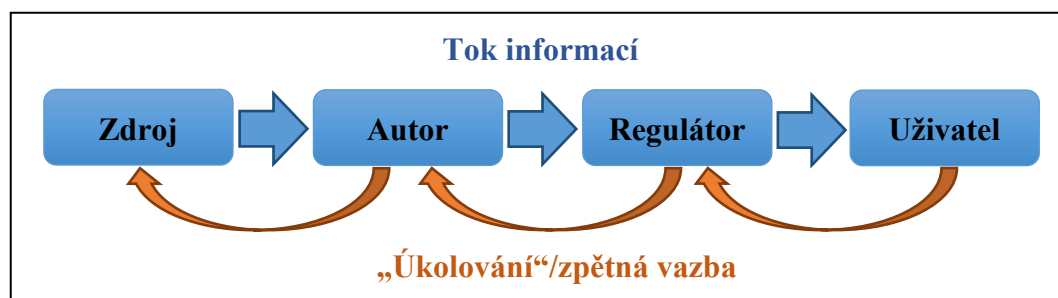 Tok informací
Zdroj
Autor
Regulátor
Uživatel
„Úkolování“/zpětná vazba